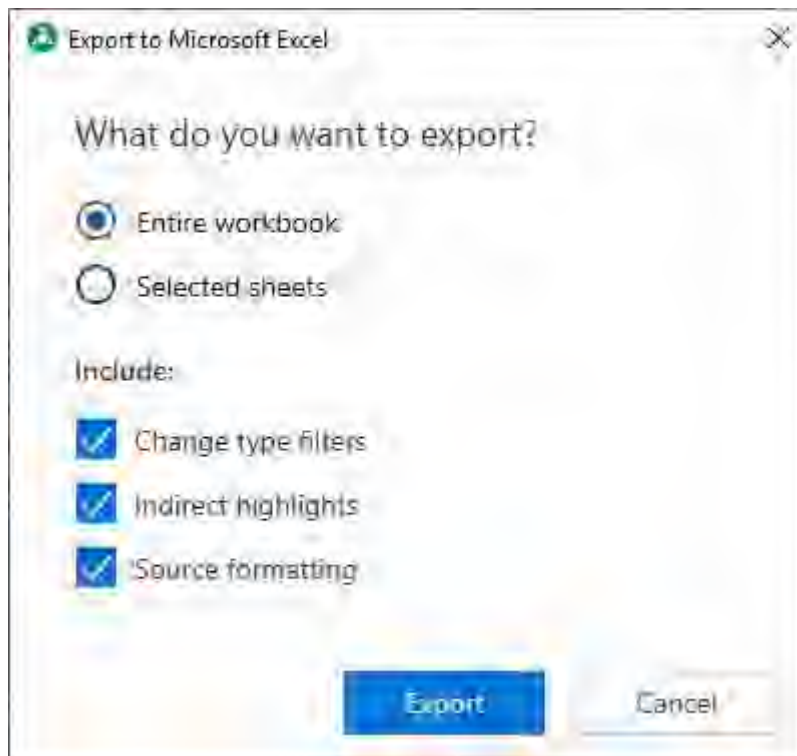 Export to Microsoft Excel
What do you want to export?
Entire workbook
Selected sheets
Include:
Change type filters
Indirect highlights
Source formatting
Export Cancel